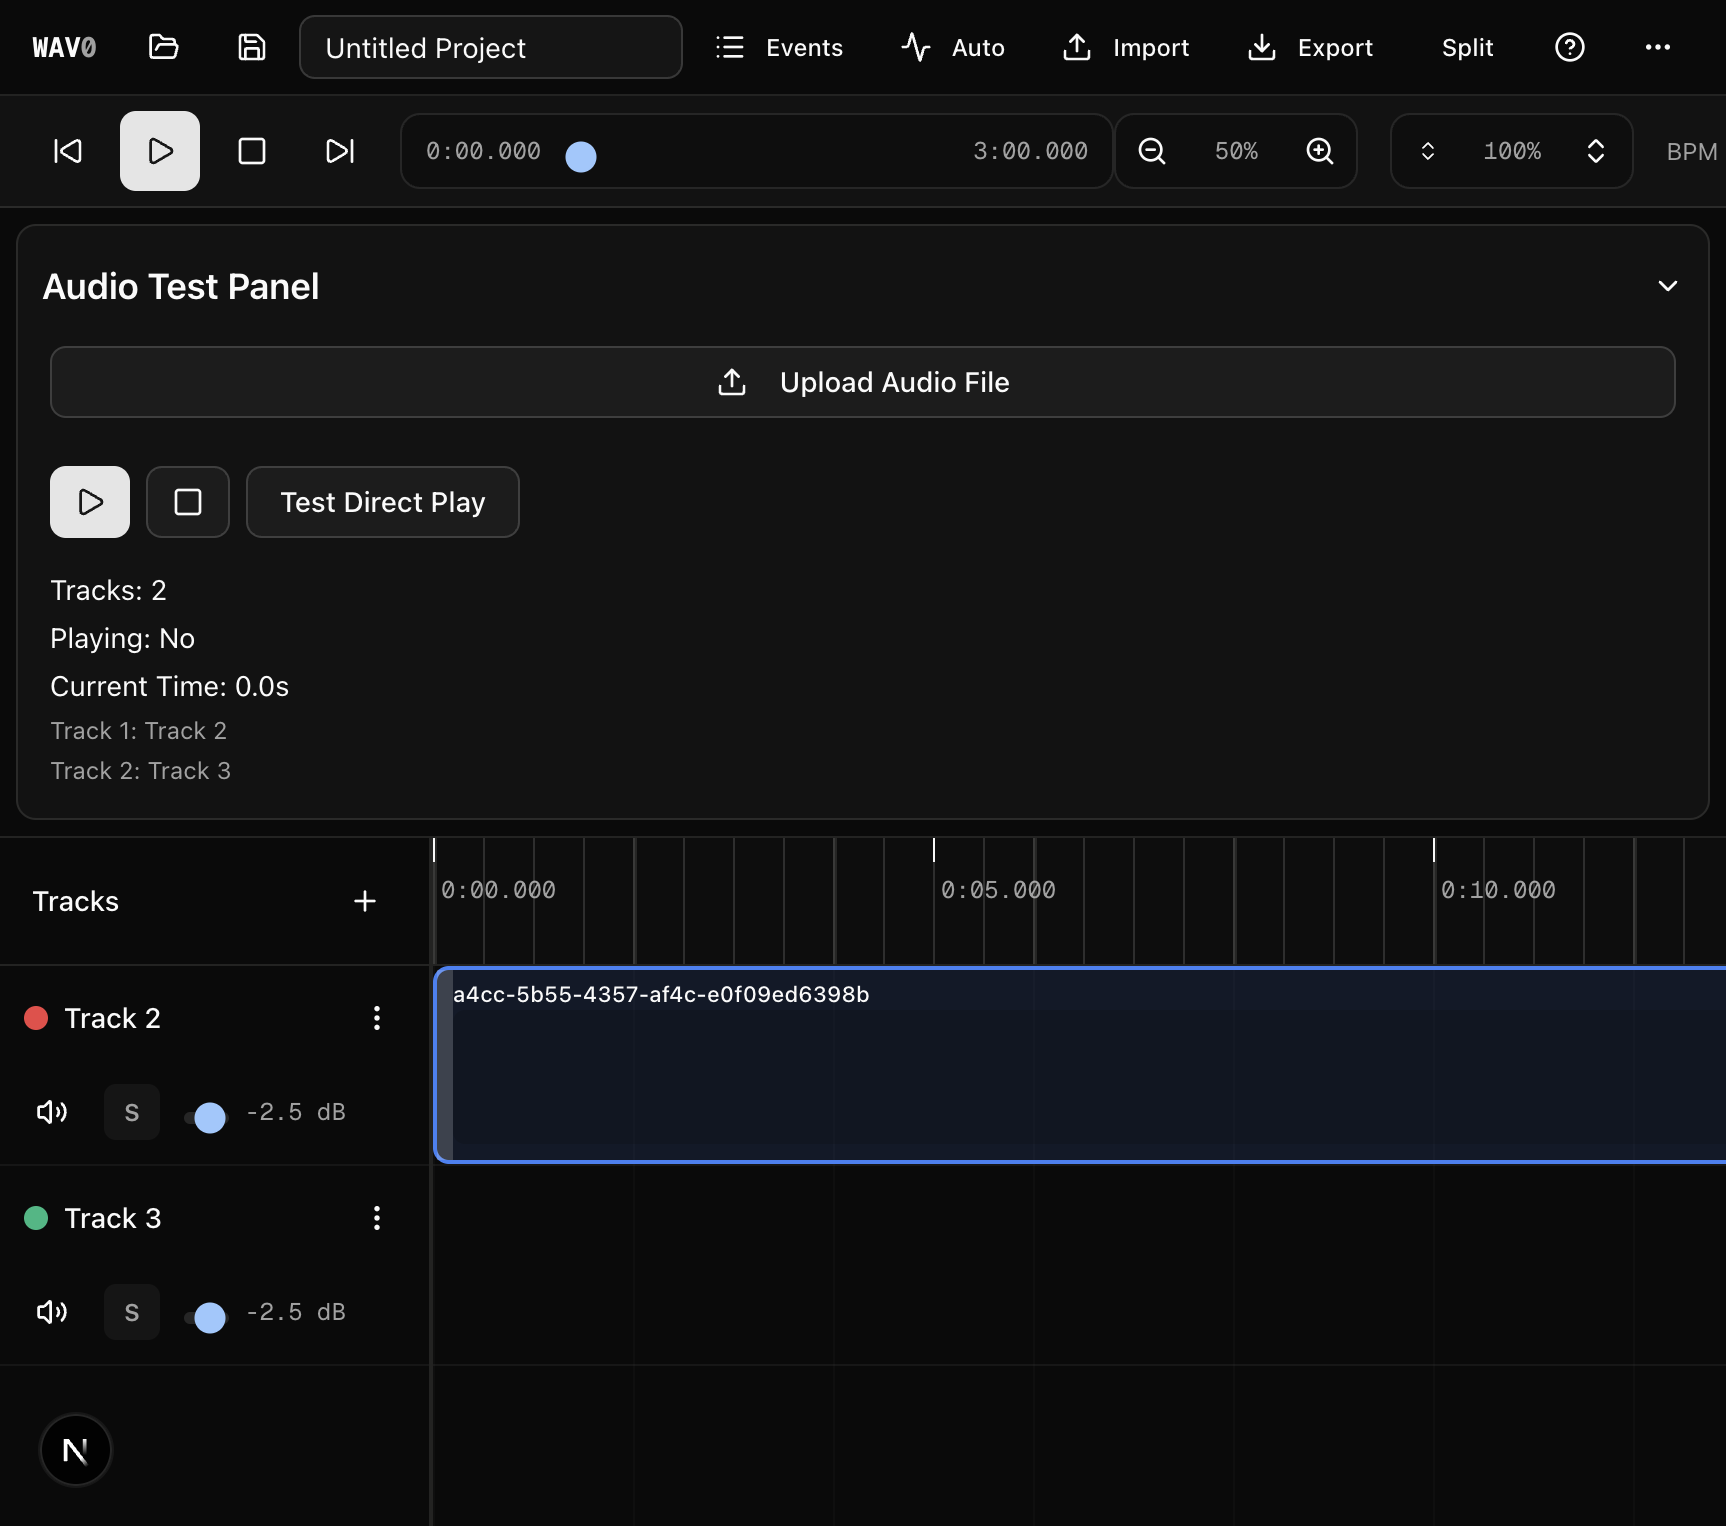 WAV0
Untitled Project
Events
Auto
Import
Export
Split
0:00.000
3:00.000
50%
100%
BPM
Audio Test Panel
Upload Audio File
Test Direct Play
Tracks: 2
Playing: No
Current Time: 0.0s
Track 1: Track 2
Track 2: Track 3
Tracks
0:00.000
0:05.000
0:10.000
Track 2
a4cc-5b55-4357-af4c-e0f09ed6398b
S
-2.5 dB
Track 3
S
-2.5 dB
N